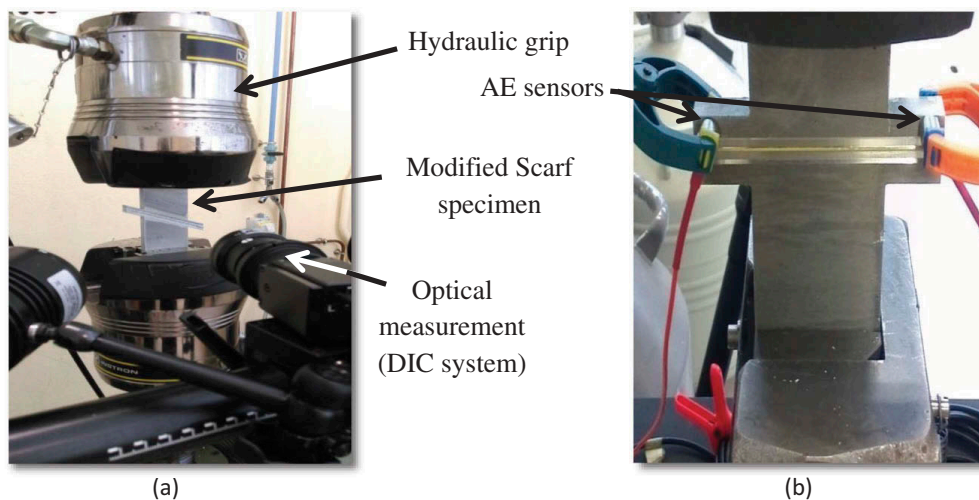 Hydraulic grip
AE sensors
Modified Scarf
specimen
Optical
measurement
(DIC system)
(a)
(b)